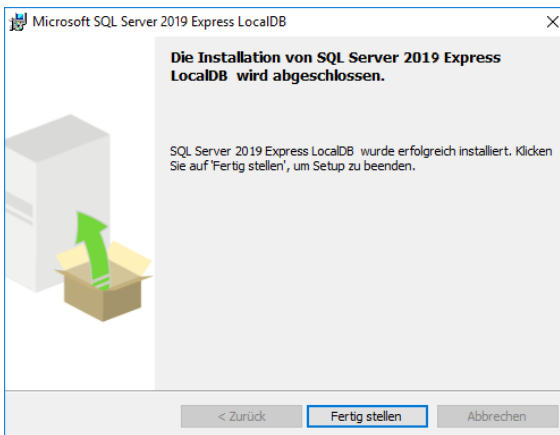 Microsoft SQL Server 2019 Express LocalDB
Die Installation von SQL Server 2019 Express
LocalDB wird abgeschlossen.
SQL Server 2019 Express LocalDB wurde erfolgreich installiert. Klicken
Sie auf 'Fertig stellen', um Setup zu beenden.
< Zurück
Fertig stellen
Abbrechen